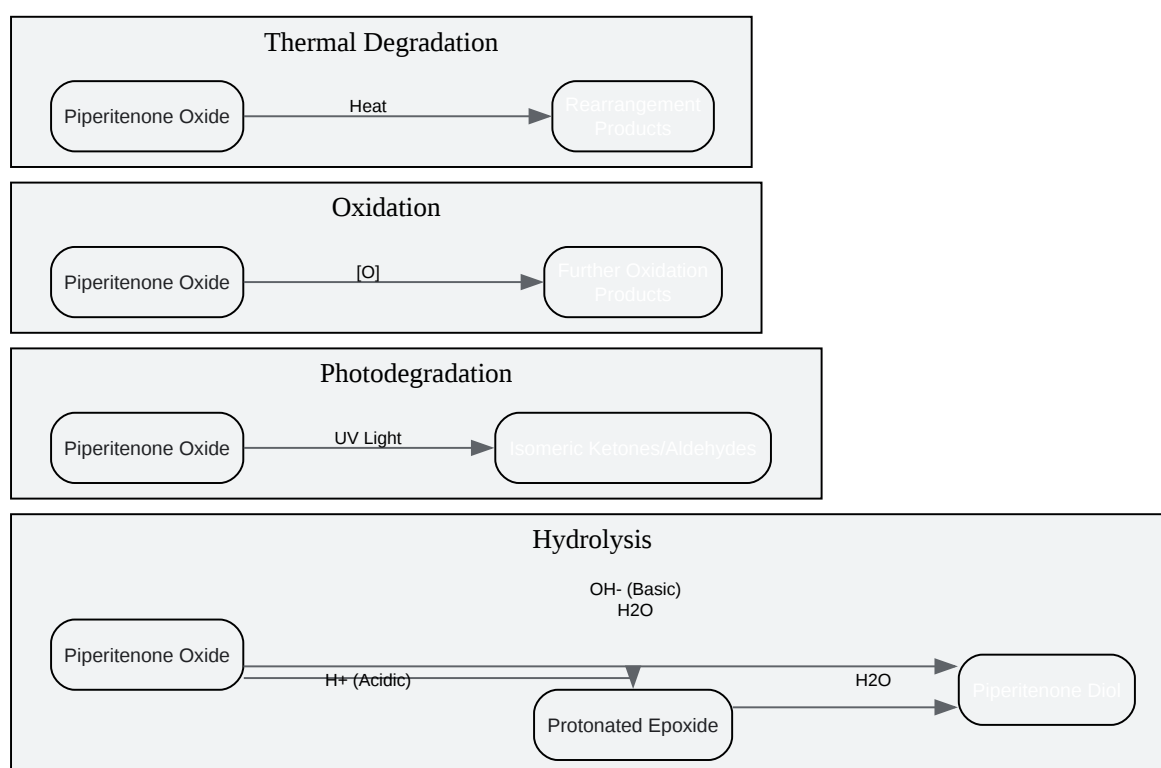 Thermal Degradation
Piperitenone Oxide
Heat
Rearrangement
Products
Oxidation
Piperitenone Oxide
[O]
Further Oxidation
Products
Photodegradation
Piperitenone Oxide
UV Light
Isomeric Ketones/Aldehydes
Hydrolysis
OH- (Basic)
H2O
Piperitenone Oxide
H+ (Acidic)
H2O
Piperitenone Diol
Protonated Epoxide